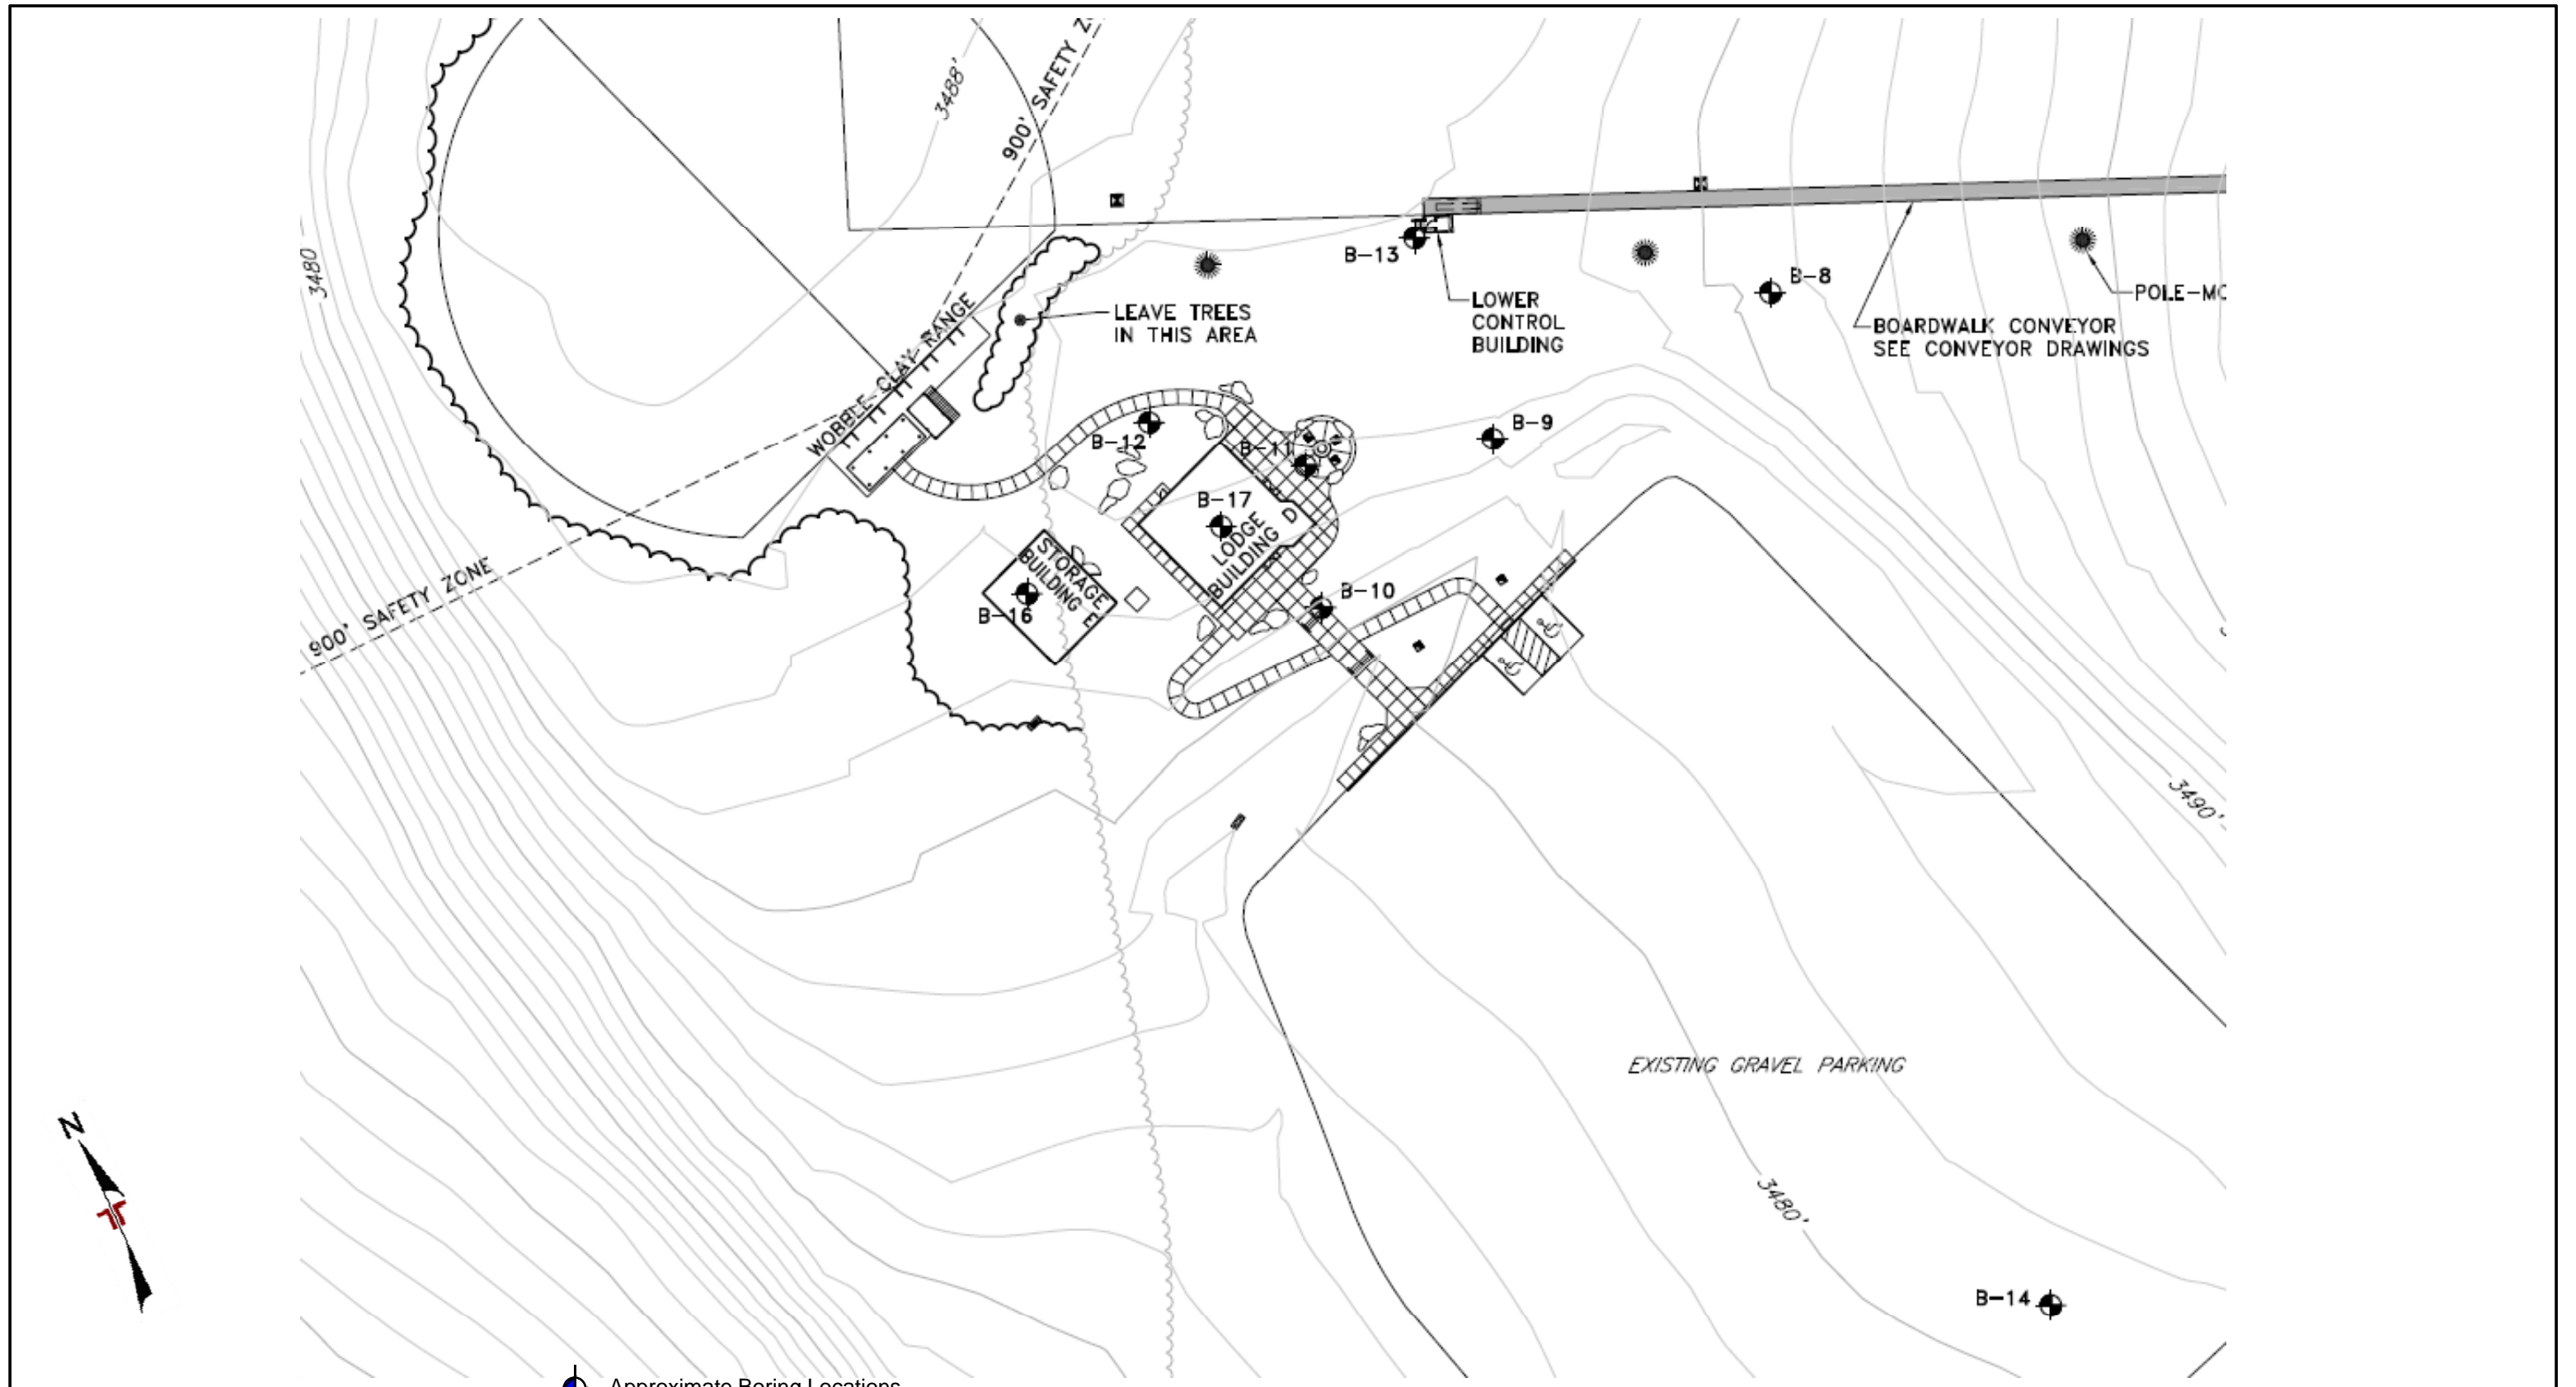 3488'
900' SAFETY
3480
B-13
B-8
LOWER
CONTROL
BUILDING
POLE-MO
BOARDWALK CONVEYOR
SEE CONVEYOR DRAWINGS
LEAVE TREES
IN THIS AREA
WOBBLE CLAY RANGE
B-12
B-11
B-9
B-17
LODGE
BUILDING
D
STORAGE
BUILDING
E
B-16
B-10
900' SAFETY ZONE
3490'
EXISTING GRAVEL PARKING
3480'
B-14
N
Approximate Boring Locations